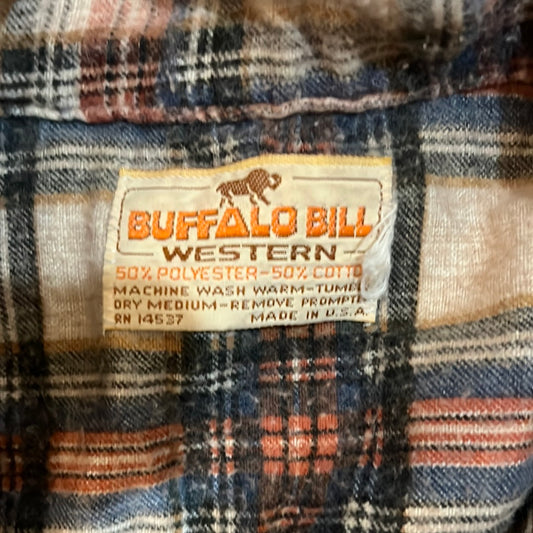 BUFFALO BILL
WESTERN
50% POLYESTER-50% COTTO
MACHINE WASH WARM-TUMBL
DRY MEDIUM-REMOVE PROMPTL
RN 14537 MADE IN U.S.A.